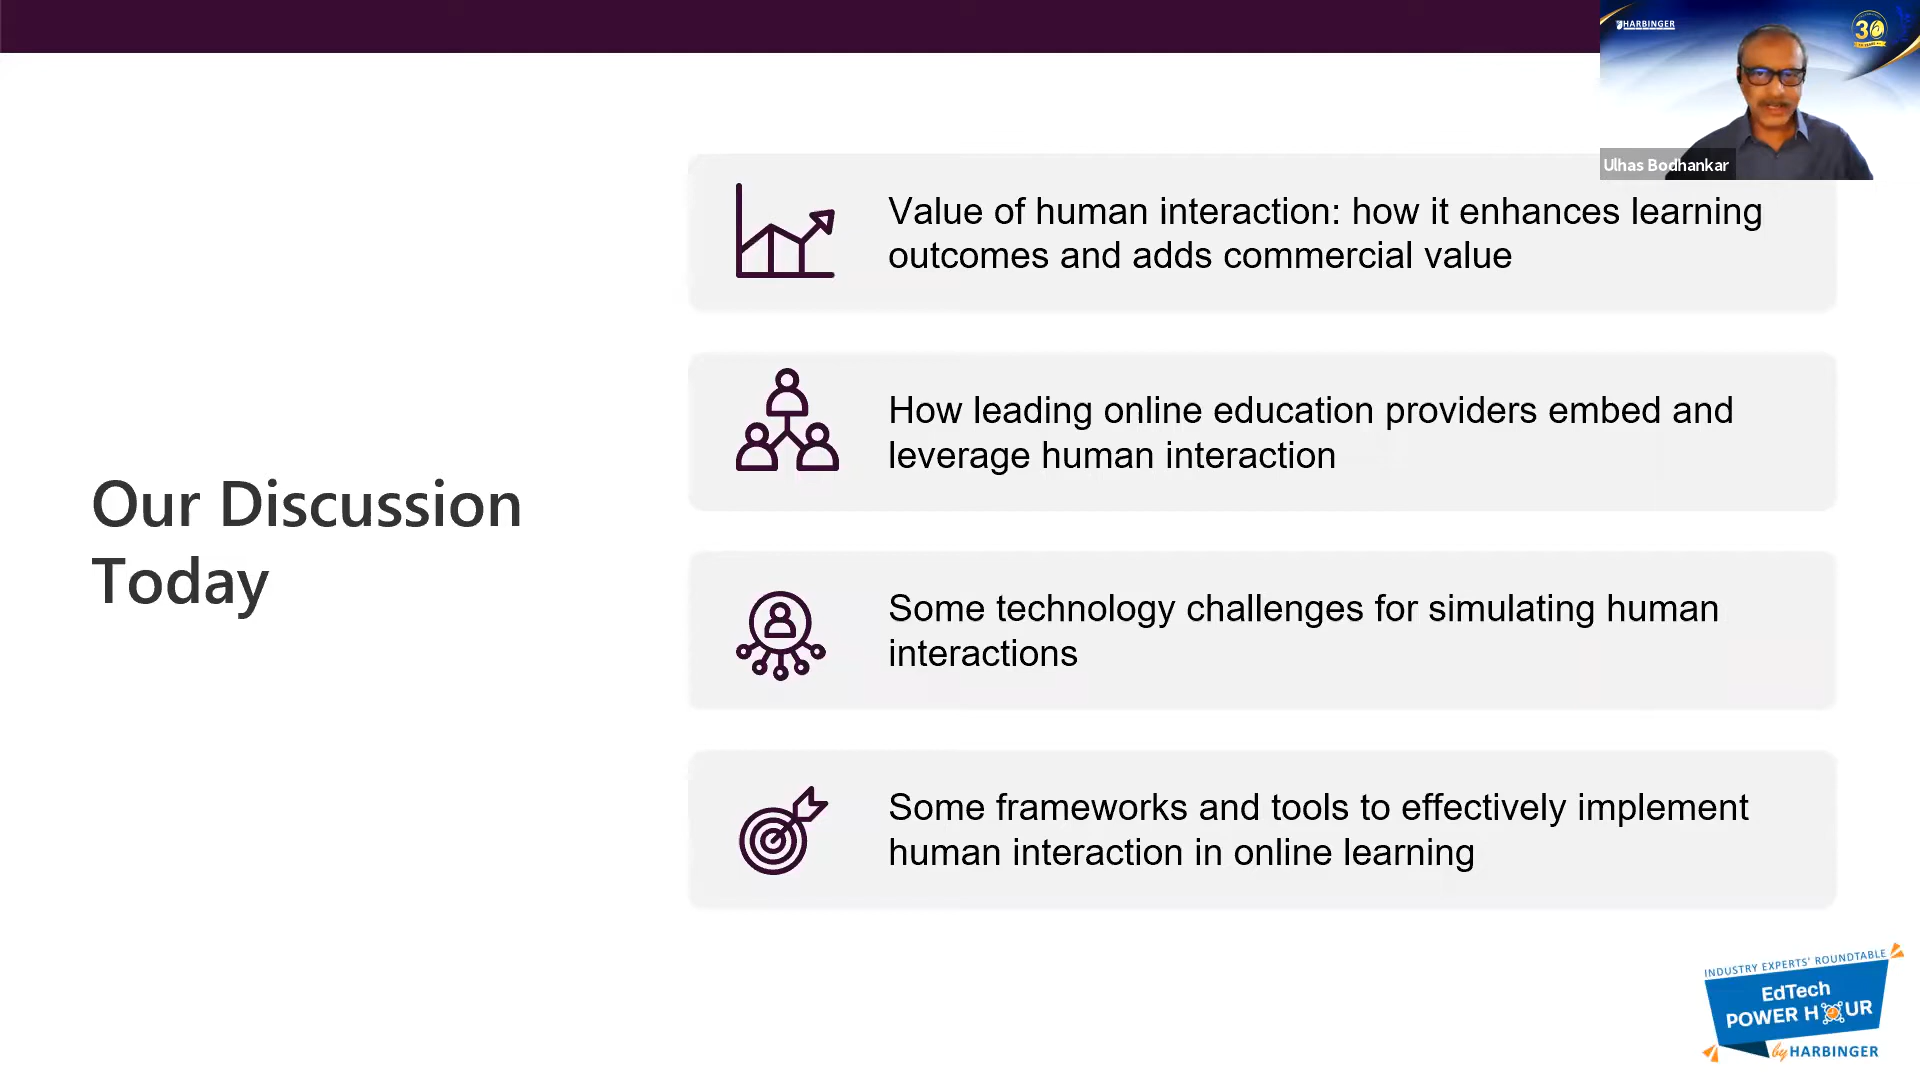 HARBINGER
30
Ulhas Bodhankar
Value of human interaction: how it enhances learning
outcomes and adds commercial value
How leading online education providers embed and
leverage human interaction
Our Discussion
Today
Some technology challenges for simulating human
interactions
Some frameworks and tools to effectively implement
human interaction in online learning
INDUSTRY EXPERTS' ROUNDTABLE
EdTech
POWER HOUR
by HARBINGER